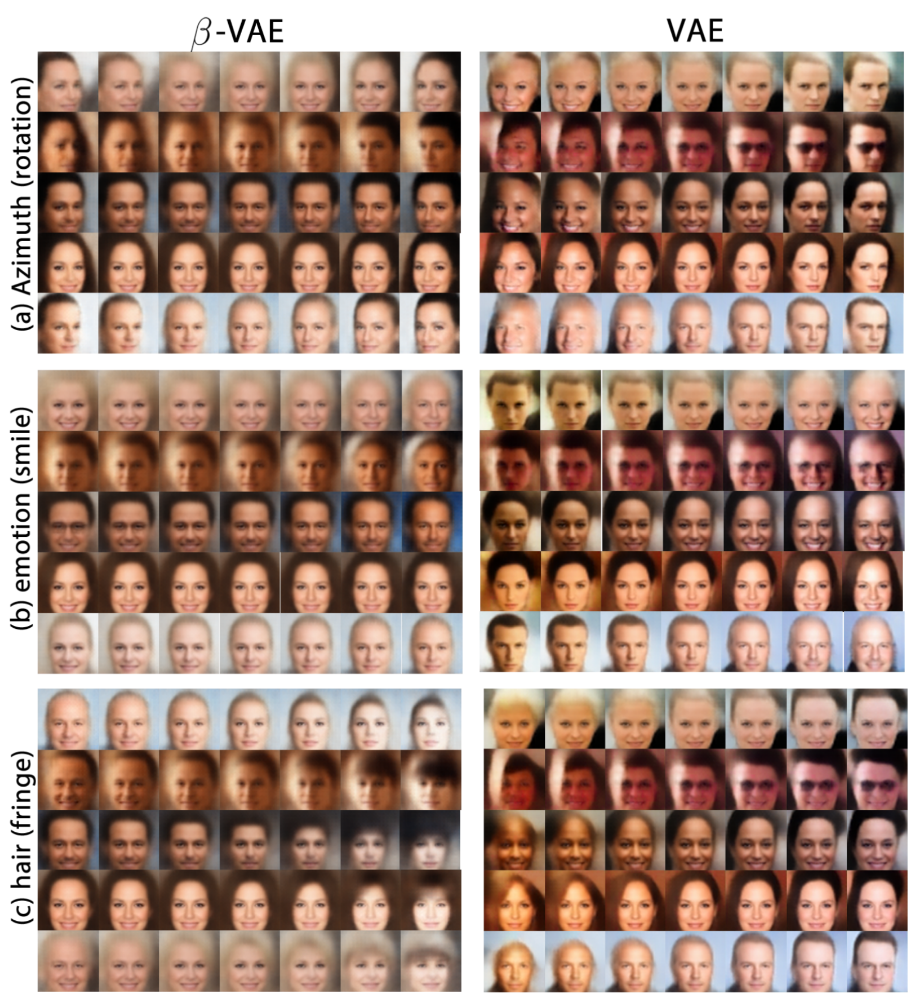 β-VAE
VAE
(a) Azimuth (rotation)
(b) emotion (smile)
(c) hair (fringe)